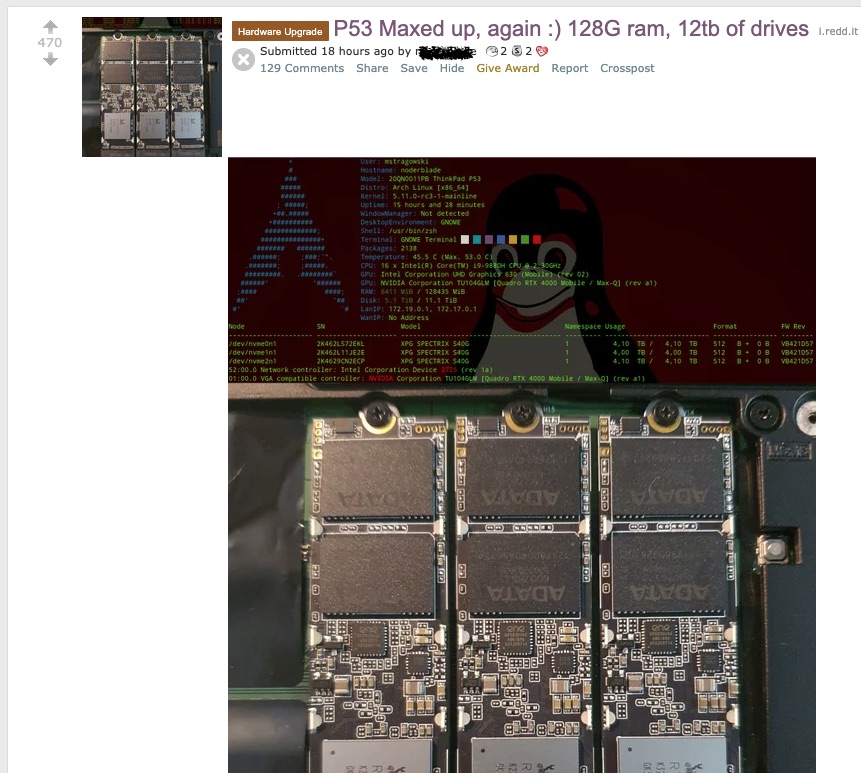 Hardware Upgrade P53 Maxed up, again :) 128G ram, 12tb of drives i.redd.it
470
Submitted 18 hours ago by 2 2
129 Comments Share Save Hide Give Award Report Crosspost
User: mstragowski
Hostname: noderblade
Model: 20QN0011PB ThinkPad P53
Distro: Arch Linux [x86_64]
Kernel: 5.11.0-rc3-1-mainline
Uptime: 15 hours and 28 minutes
WindowManager: Not detected
DesktopEnvironment: GNOME
Shell: /usr/bin/zsh
Terminal: GNOME Terminal
Packages: 2138
Temperature: 45.5 C (Max. 53.0 C)
CPU: 16 x Intel(R) Core(TM) i9-9880H CPU @ 2.30GHz
GPU: Intel Corporation UHD Graphics 630 (Mobile) (rev 02)
GPU: NVIDIA Corporation TU104GLM [Quadro RTX 4000 Mobile / Max-Q] (rev a1)
RAM: 6411 MiB / 128435 MiB
Disk: 5.1 TiB / 11.1 TiB
LanIP: 172.19.0.1, 172.17.0.1
WanIP: No Address
Node SN Model Namespace Usage Format FW Rev
/dev/nvme0n1 2K462LS72EKL XPG SPECTRIX S40G 1 4,10 TB / 4,10 TB 512 B + 0 B VB421D57
/dev/nvme1n1 2K462L11JE2E XPG SPECTRIX S40G 1 4,00 TB / 4,00 TB 512 B + 0 B VB421D57
/dev/nvme2n1 2K4629CN2ECP XPG SPECTRIX S40G 1 4,10 TB / 4,10 TB 512 B + 0 B VB421D57
52:00.0 Network controller: Intel Corporation Device 2725 (rev 1a)
01:00.0 VGA compatible controller: NVIDIA Corporation TU104GLM [Quadro RTX 4000 Mobile / Max-Q] (rev a1)
H15
ADATA
ADATA
ADATA
ADATA
ADATA